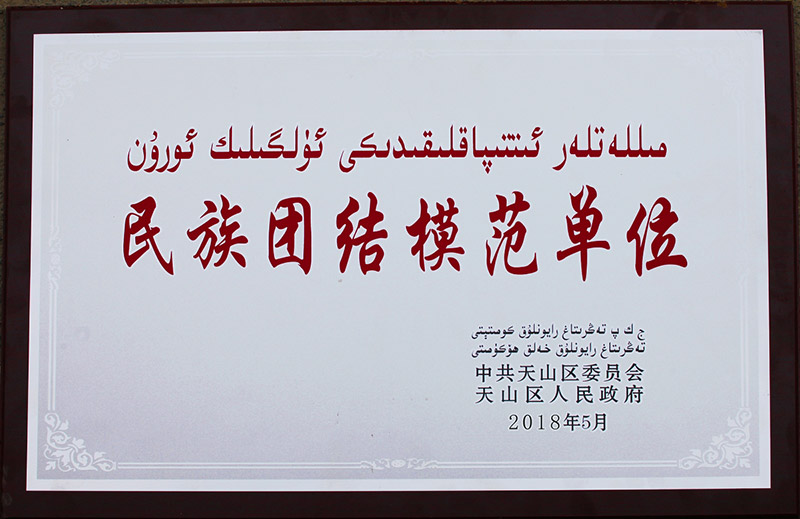 مىللەتلەر ئىتتىپاقلىقىدىكى ئۈلگىلىك ئورۇن
民族团结模范单位
ج ك پ تەڭرىتاغ رايونلۇق كومىتېتى
تەڭرىتاغ رايونلۇق خەلق ھۆكۈمىتى
中共天山区委员会
天山区人民政府
2018年5月